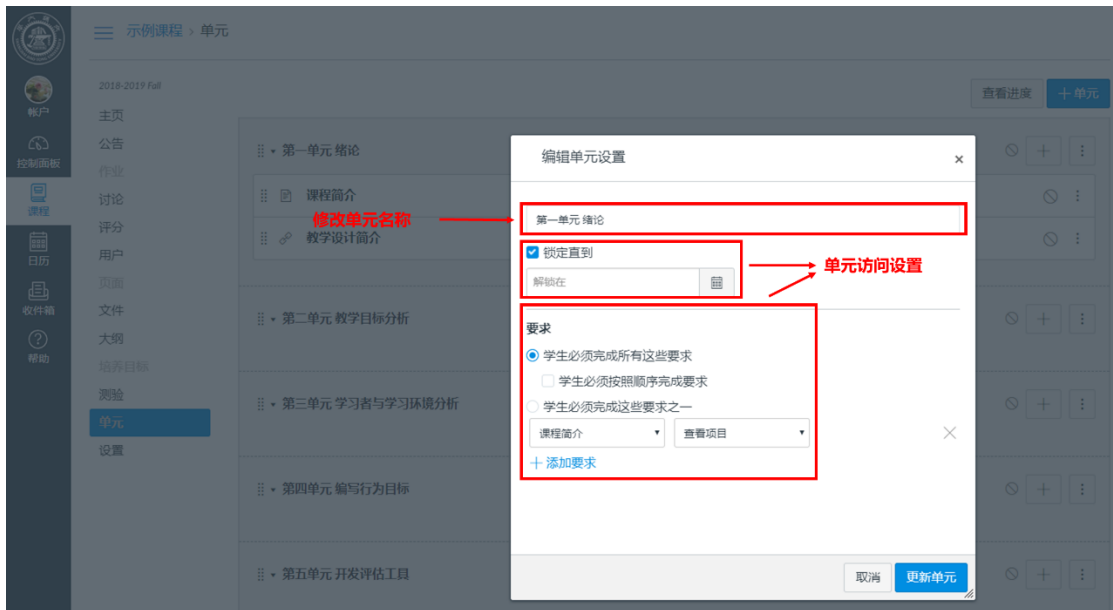 示例课程 › 单元
2018-2019 Fall
查看进度
＋单元
帐户
控制面板
课程
日历
收件箱
帮助
主页
公告
作业
讨论
评分
用户
页面
文件
大纲
培养目标
测验
单元
设置
第一单元 绪论
课程简介
教学设计简介
第二单元 教学目标分析
第三单元 学习者与学习环境分析
第四单元 编写行为目标
第五单元 开发评估工具
修改单元名称
编辑单元设置
×
第一单元 绪论
锁定直到
解锁在
单元访问设置
要求
学生必须完成所有这些要求
学生必须按照顺序完成要求
学生必须完成这些要求之一
课程简介 查看项目
＋添加要求
取消 更新单元